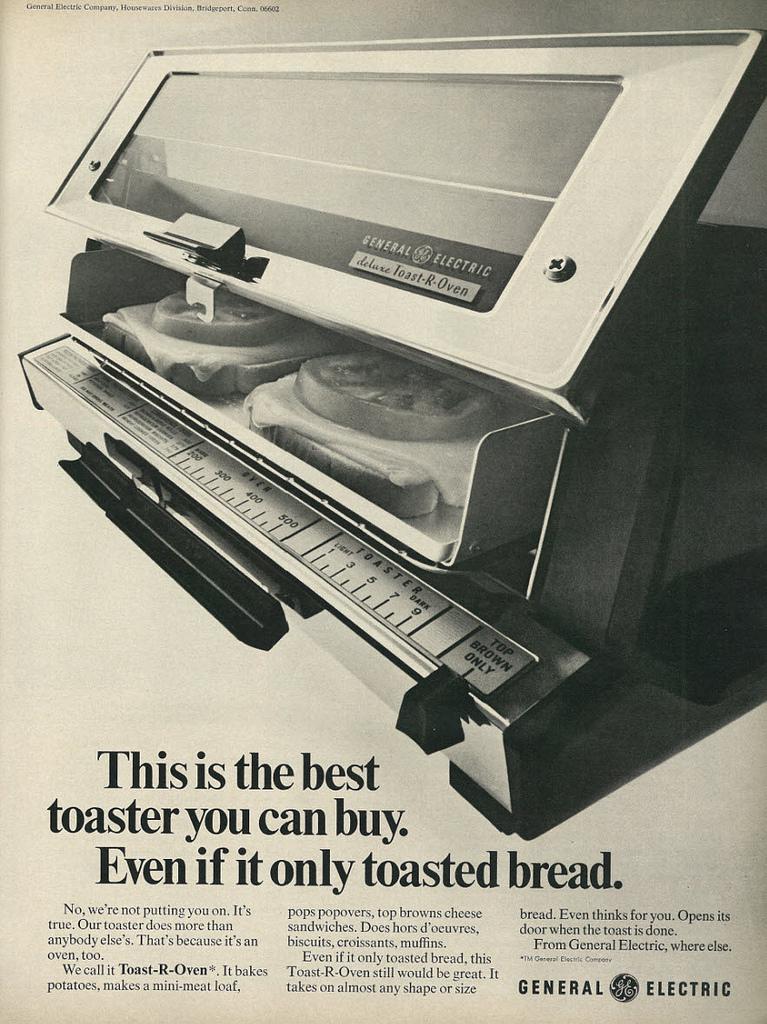 General Electric Company, Housewares Division, Bridgeport, Conn. 06602
GENERAL GE ELECTRIC
deluxe Toast-R-Oven
200 300 400 500
OVEN
TOASTER
LIGHT DARK
1 3 5 7 9
TOP
BROWN
ONLY
This is the best
toaster you can buy.
Even if it only toasted bread.
No, we're not putting you on. It's
true. Our toaster does more than
anybody else's. That's because it's an
oven, too.
We call it Toast-R-Oven*. It bakes
potatoes, makes a mini-meat loaf,
pops popovers, top browns cheese
sandwiches. Does hors d'oeuvres,
biscuits, croissants, muffins.
Even if it only toasted bread, this
Toast-R-Oven still would be great. It
takes on almost any shape or size
bread. Even thinks for you. Opens its
door when the toast is done.
From General Electric, where else.
*TM General Electric Company
GENERAL GE ELECTRIC